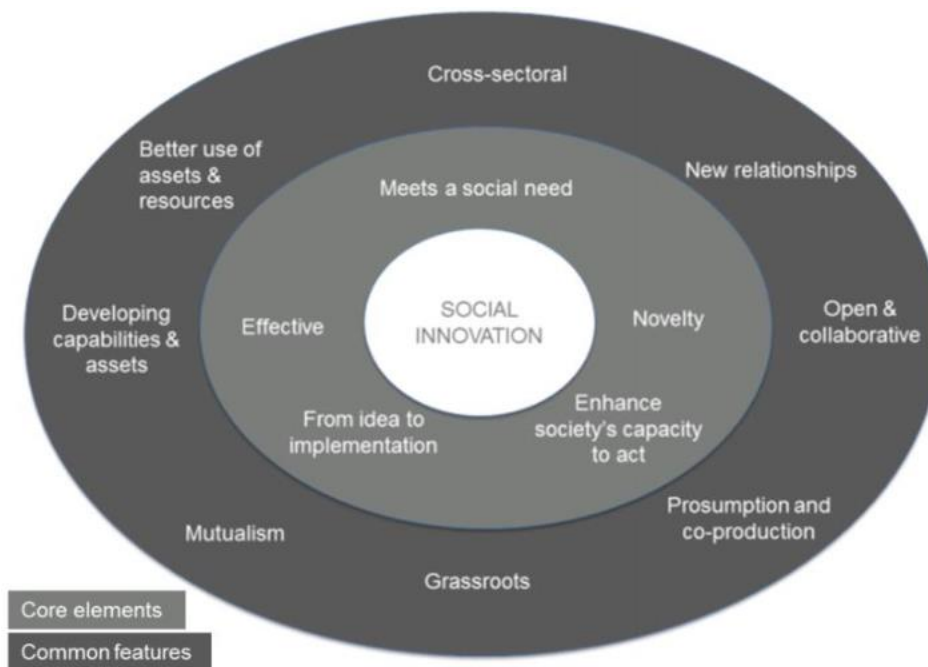 Cross-sectoral
Better use of
assets &
resources
New relationships
Meets a social need
Developing
capabilities &
assets
Effective
SOCIAL
INNOVATION
Novelty
Open &
collaborative
From idea to
implementation
Enhance
society's capacity
to act
Mutualism
Prosumption and
co-production
Grassroots
Core elements
Common features